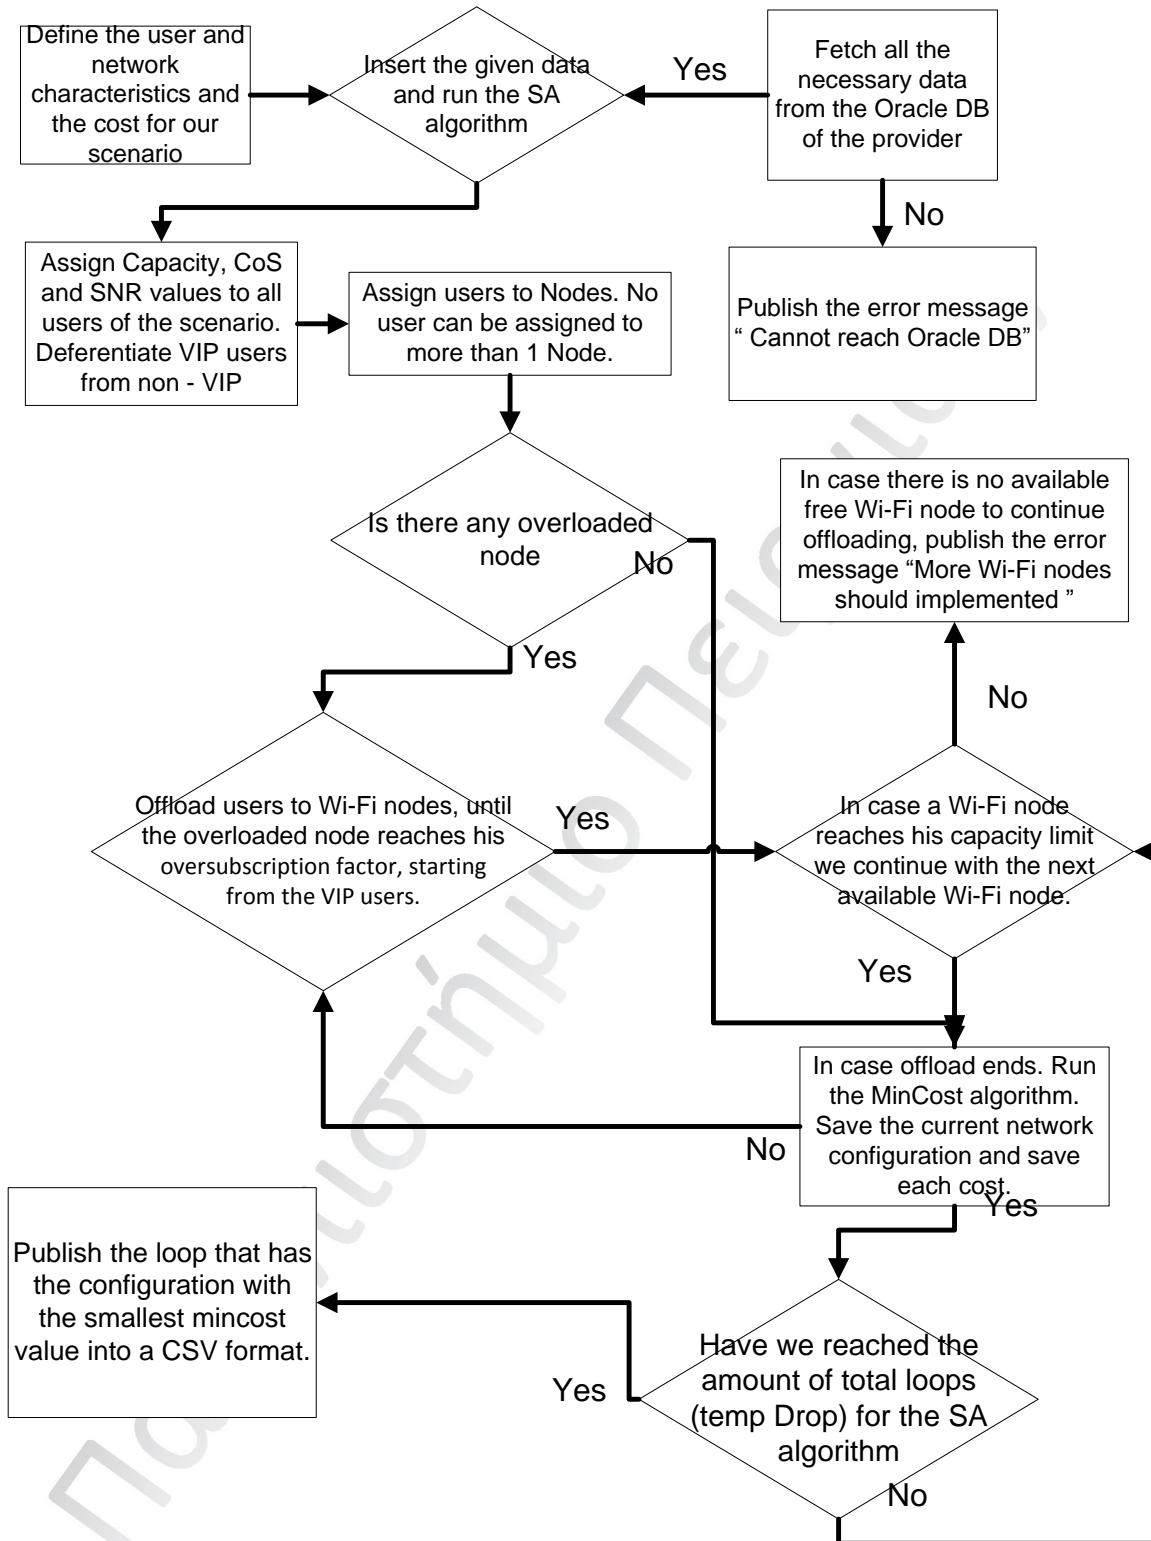 Define the user and
network
characteristics and
the cost for our
scenario
Insert the given data
and run the SA
algorithm
Yes
Fetch all the
necessary data
from the Oracle DB
of the provider
No
Assign Capacity, CoS
and SNR values to all
users of the scenario.
Deferentiate VIP users
from non - VIP
Assign users to Nodes. No
user can be assigned to
more than 1 Node.
Publish the error message
“ Cannot reach Oracle DB”
Is there any overloaded
node
No
Yes
In case there is no available
free Wi-Fi node to continue
offloading, publish the error
message “More Wi-Fi nodes
should implemented ”
No
Offload users to Wi-Fi nodes, until
the overloaded node reaches his
oversubscription factor, starting
from the VIP users.
Yes
In case a Wi-Fi node
reaches his capacity limit
we continue with the next
available Wi-Fi node.
Yes
In case offload ends. Run
the MinCost algorithm.
Save the current network
configuration and save
each cost.
No
Yes
Publish the loop that has
the configuration with
the smallest mincost
value into a CSV format.
Yes
Have we reached the
amount of total loops
(temp Drop) for the SA
algorithm
No